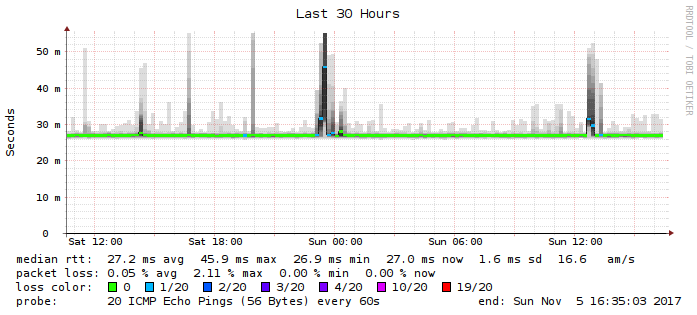 Last 30 Hours
RRDTOOL / TOBI OETIKER
Seconds
50 m
40 m
30 m
20 m
10 m
0
Sat 12:00 Sat 18:00 Sun 00:00 Sun 06:00 Sun 12:00
median rtt: 27.2 ms avg 45.9 ms max 26.9 ms min 27.0 ms now 1.6 ms sd 16.6 am/s
packet loss: 0.05 % avg 2.11 % max 0.00 % min 0.00 % now
loss color: 0 1/20 2/20 3/20 4/20 10/20 19/20
probe: 20 ICMP Echo Pings (56 Bytes) every 60s end: Sun Nov 5 16:35:03 2017